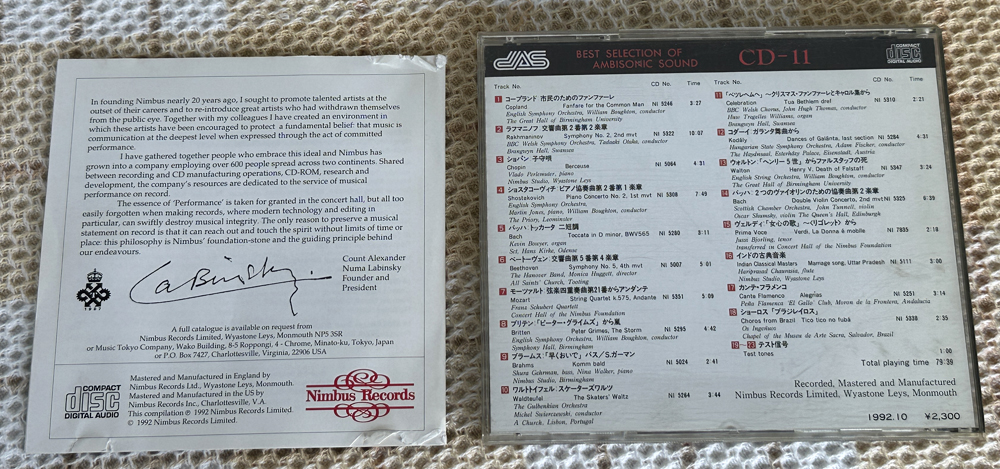 In founding Nimbus nearly 20 years ago, I sought to promote talented artists at the
outset of their careers and to re-introduce great artists who had withdrawn themselves
from the public eye. Together with my colleagues I have created an environment in
which these artists have been encouraged to protect a fundamental belief: that music is
communication at the deepest level when expressed through the act of committed
performance.
I have gathered together people who embrace this ideal and Nimbus has
grown into a company employing over 600 people spread across two continents. Shared
between recording and CD manufacturing operations, CD-ROM, research and
development, the company's resources are dedicated to the service of musical
performance on record.
The essence of 'Performance' is taken for granted in the concert hall, but all too
easily forgotten when making records, where modern technology and editing in
particular, can swiftly destroy musical integrity. The only reason to preserve a musical
statement on record is that it can reach out and touch the spirit without limits of time or
place: this philosophy is Nimbus' foundation-stone and the guiding principle behind
our endeavours.
Count Alexander
Numa Labinsky
Founder and
President
A full catalogue is available on request from
Nimbus Records Limited, Wyastone Leys, Monmouth NP5 3SR
or Music Tokyo Company, Wako Building, 8-5 Roppongi, 4 - Chrome, Minato-ku, Tokyo, Japan
or P.O. Box 7427, Charlottesville, Virginia, 22906 USA
COMPACT
disc
DIGITAL AUDIO
Mastered and Manufactured in England by
Nimbus Records Ltd., Wyastone Leys, Monmouth.
Mastered and Manufactured in the US by
Nimbus Records Inc., Charlottesville, V.A.
This compilation ℗ 1992 Nimbus Records Limited.
© 1992 Nimbus Records Limited.
Nimbus Records
JAS
BEST SELECTION OF
AMBISONIC SOUND
CD-11
COMPACT
disc
DIGITAL AUDIO
Track No. CD No. Time
1 コープランド 市民のためのファンファーレ
Copland Fanfare for the Common Man NI 5246 3:27
English Symphony Orchestra, William Boughton, conductor
The Great Hall of Birmingham University
2 ラフマニノフ 交響曲第2番第2楽章
Rakhmaninov Symphony No. 2, 2nd mvt NI 5322 10:07
BBC Welsh Symphony Orchestra, Tadaaki Otaka, conductor
Brangwyn Hall, Swansea
3 ショパン 子守唄
Chopin Berceuse NI 5064 4:31
Vlado Perlemuter, piano
Nimbus Studio, Wyastone Leys
4 ショスタコーヴィチ ピアノ協奏曲第2番第1楽章
Shostakovich Piano Concerto No. 2, 1st mvt NI 5308 7:49
English Symphony Orchestra,
Martin Jones, piano, William Boughton, conductor
The Priory, Leominster
5 バッハ トッカータ ニ短調
Bach Toccata in D minor, BWV565 NI 5280 3:11
Kevin Bowyer, organ
Sct. Hans Kirke, Odense
6 ベートーヴェン 交響曲第5番第4楽章
Beethoven Symphony No. 5, 4th mvt NI 5007 5:01
The Hanover Band, Monica Huggett, director
All Saints' Church, Tooting
7 モーツァルト 弦楽四重奏曲第21番からアンダンテ
Mozart String Quartet k.575, Andante NI 5351 5:09
Franz Schubert Quartett
Concert Hall of the Nimbus Foundation
8 ブリテン「ピーター・グライムズ」から嵐
Britten Peter Grimes, The Storm NI 5295 4:42
English Symphony Orchestra, William Boughton, conductor
Symphony Hall, Birmingham
9 ブラームス「早くおいで」バス/S.ガーマン
Brahms Komm bald NI 5024 2:41
Shura Gehrman, bass, Nina Walker, piano
Nimbus Studio, Birmingham
10 ワルトトイフェル スケーターズワルツ
Waldteufel The Skaters' Waltz NI 5264 3:44
The Gulbenkian Orchestra
Michel Swierczewski, conductor
A Church, Lisbon, Portugal
Track No. CD No. Time
11 「ベツレヘムへ」〜クリスマス・ファンファーレとキャロル集から
Celebration Tua Bethlem dref NI 5310 2:21
BBC Welsh Chorus, John Hugh Thomas, conductor
Huw Tregelles Williams, organ
Brangwyn Hall, Swansea
12 コダーイ ガランタ舞曲から
Kodály Dances of Galánta, last section NI 5284 4:31
Hungarian State Symphony Orchestra, Adam Fischer, conductor
The Haydnsaal, Esterházy Palace, Eisenstadt, Austria
13 ウォルトン「ヘンリー5世」からファルスタッフの死
Walton Henry V, Death of Falstaff NI 5347 3:24
English String Orchestra, William Boughton, conductor
The Great Hall of Birmingham University
14 バッハ:2つのヴァイオリンのための協奏曲第2楽章
Bach Double Violin Concerto, 2nd mvt NI 5325 6:39
Scottish Chamber Orchestra, John Tunnell, violin
Oscar Shumsky, violin The Queen's Hall, Edinburgh
15 ヴェルディ「女心の歌」〜〈リゴレット〉から
Prima Voce Verdi, La Donna è mobile NI 7835 2:18
Jussi Bjorling, tenor
transferred in Concert Hall of the Nimbus Foundation
16 インドの古典音楽
Indian Classical Masters Marriage song, Uttar Pradesh NI 5111 3:00
Hariprasad Chaurasia, flute
Nimbus Studio, Wyastone Leys
17 カンテ・フラメンコ
Cante Flamenco Alegrías NI 5251 3:14
Peña Flamenca 'El Gallo' Club, Moron de la Frontera, Andalucia
18 ショーロス「ブラジレイロス」
Choros from Brazil Tico tico no fubá NI 5338 2:35
Os Ingenuos
Chapel of the Museu de Arte Sacra, Salvador, Brazil
19〜23 テスト信号
Test tones 1:00
Total playing time 79:39
Recorded, Mastered and Manufactured
Nimbus Records Limited, Wyastone Leys, Monmouth
1992.10 ¥2,300